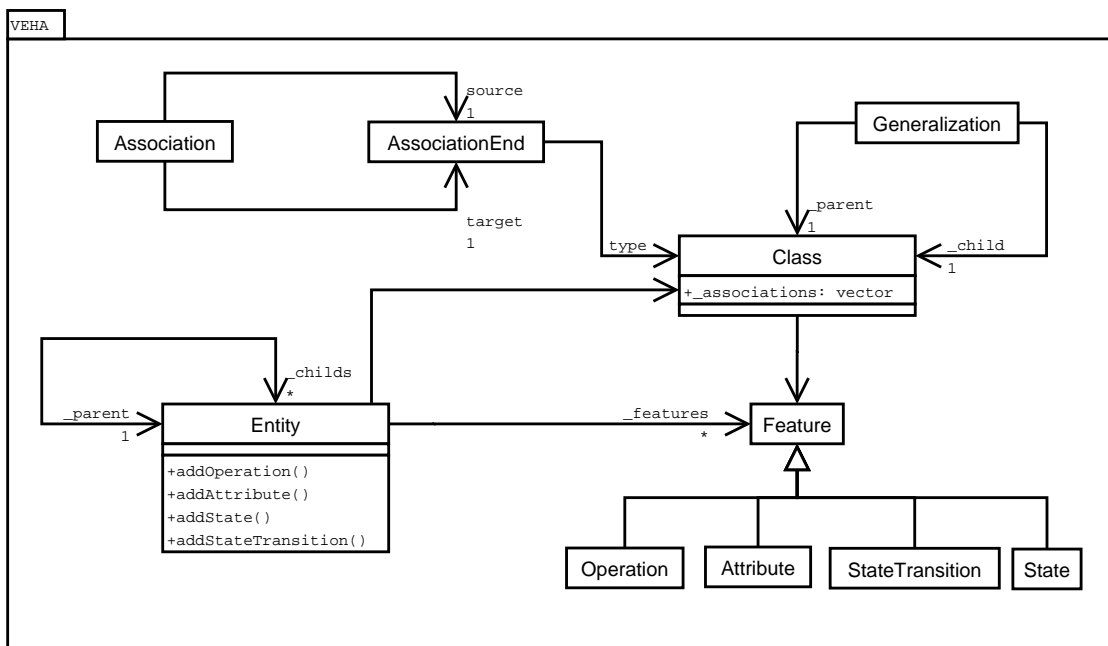 VEHA
source
1
Association
AssociationEnd
Generalization
target
1
_parent
1
type
Class
_child
1
+_associations: vector
_childs
*
_parent
1
Entity
_features
*
Feature
+addOperation()
+addAttribute()
+addState()
+addStateTransition()
Operation
Attribute
StateTransition
State